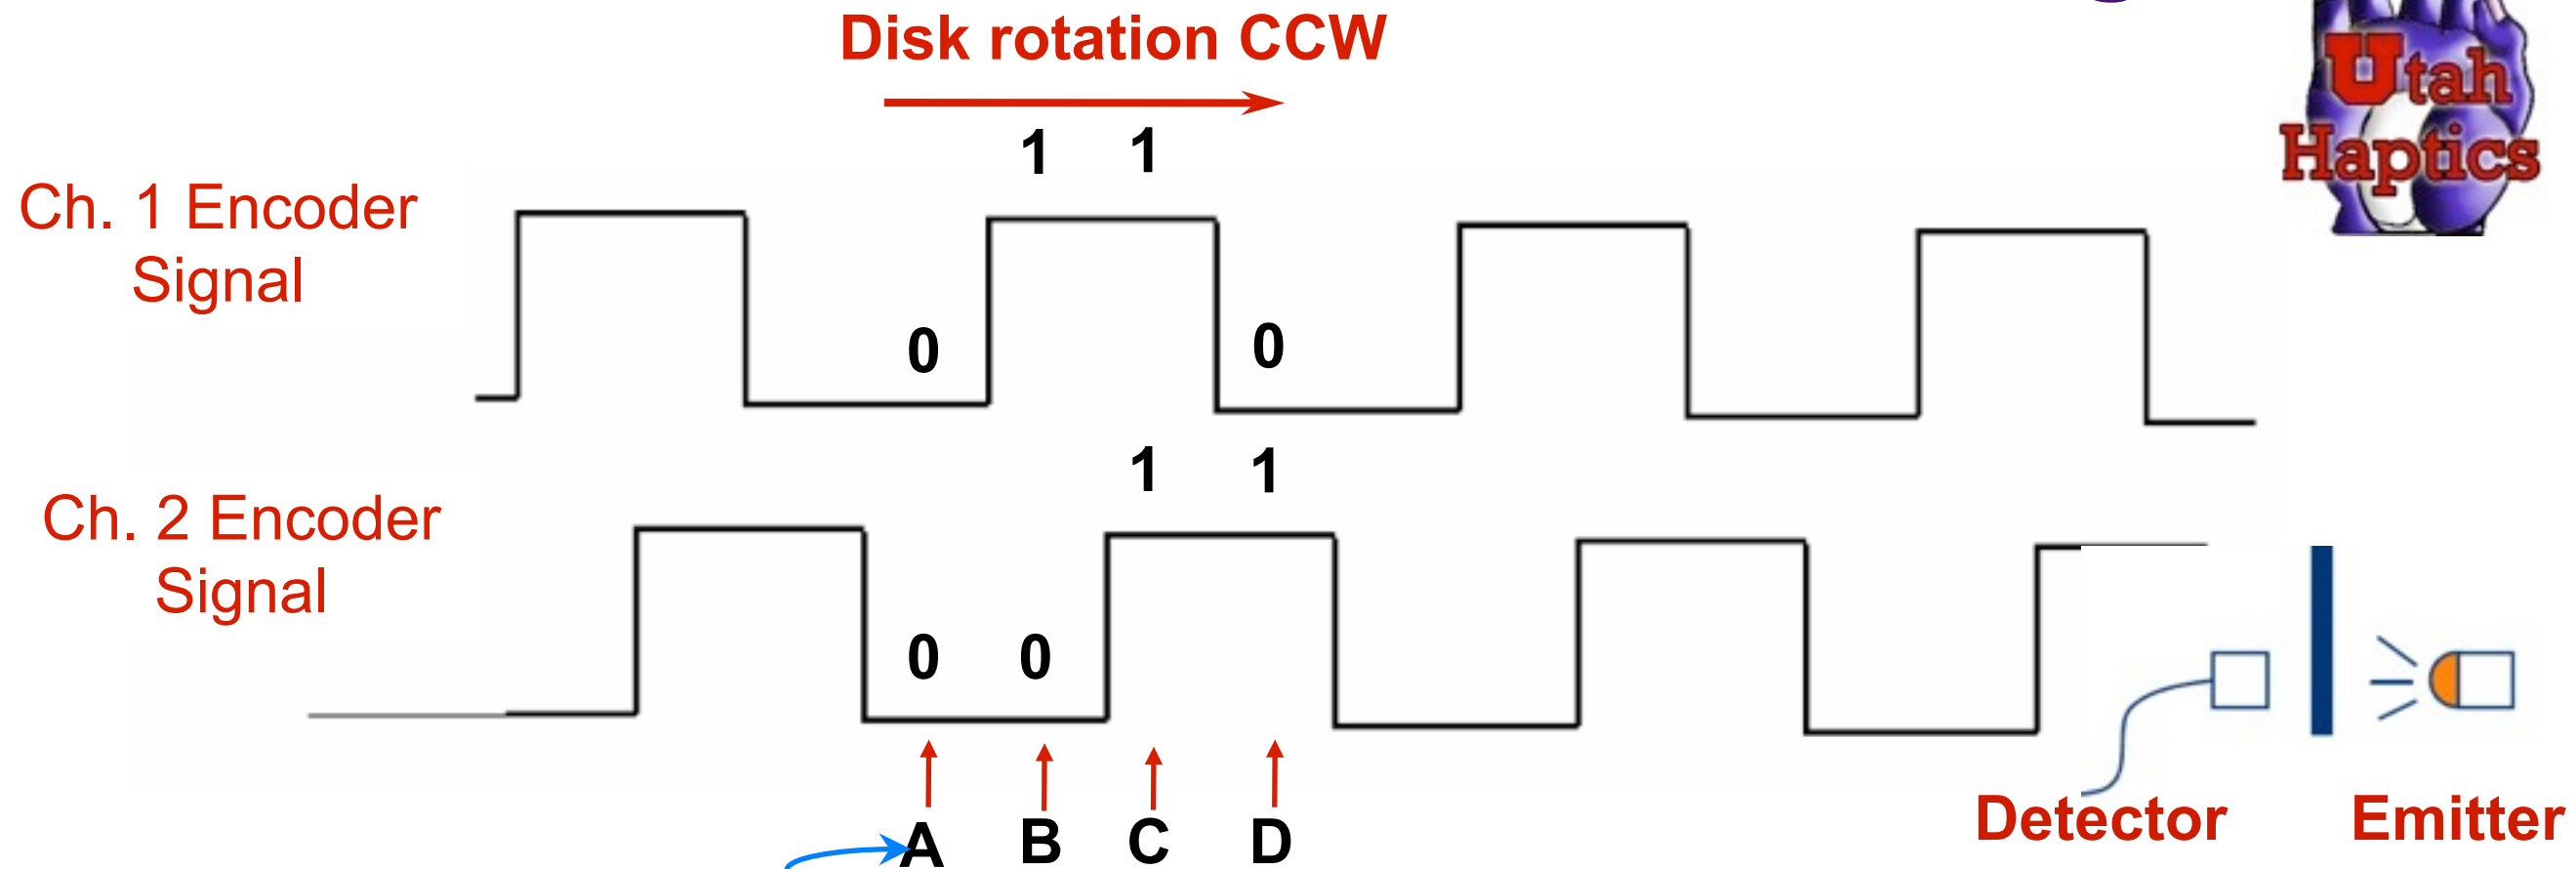 Disk rotation CCW
Utah
Haptics
1 1
Ch. 1 Encoder
Signal
0 0
1 1
Ch. 2 Encoder
Signal
0 0
Detector Emitter
A B C D